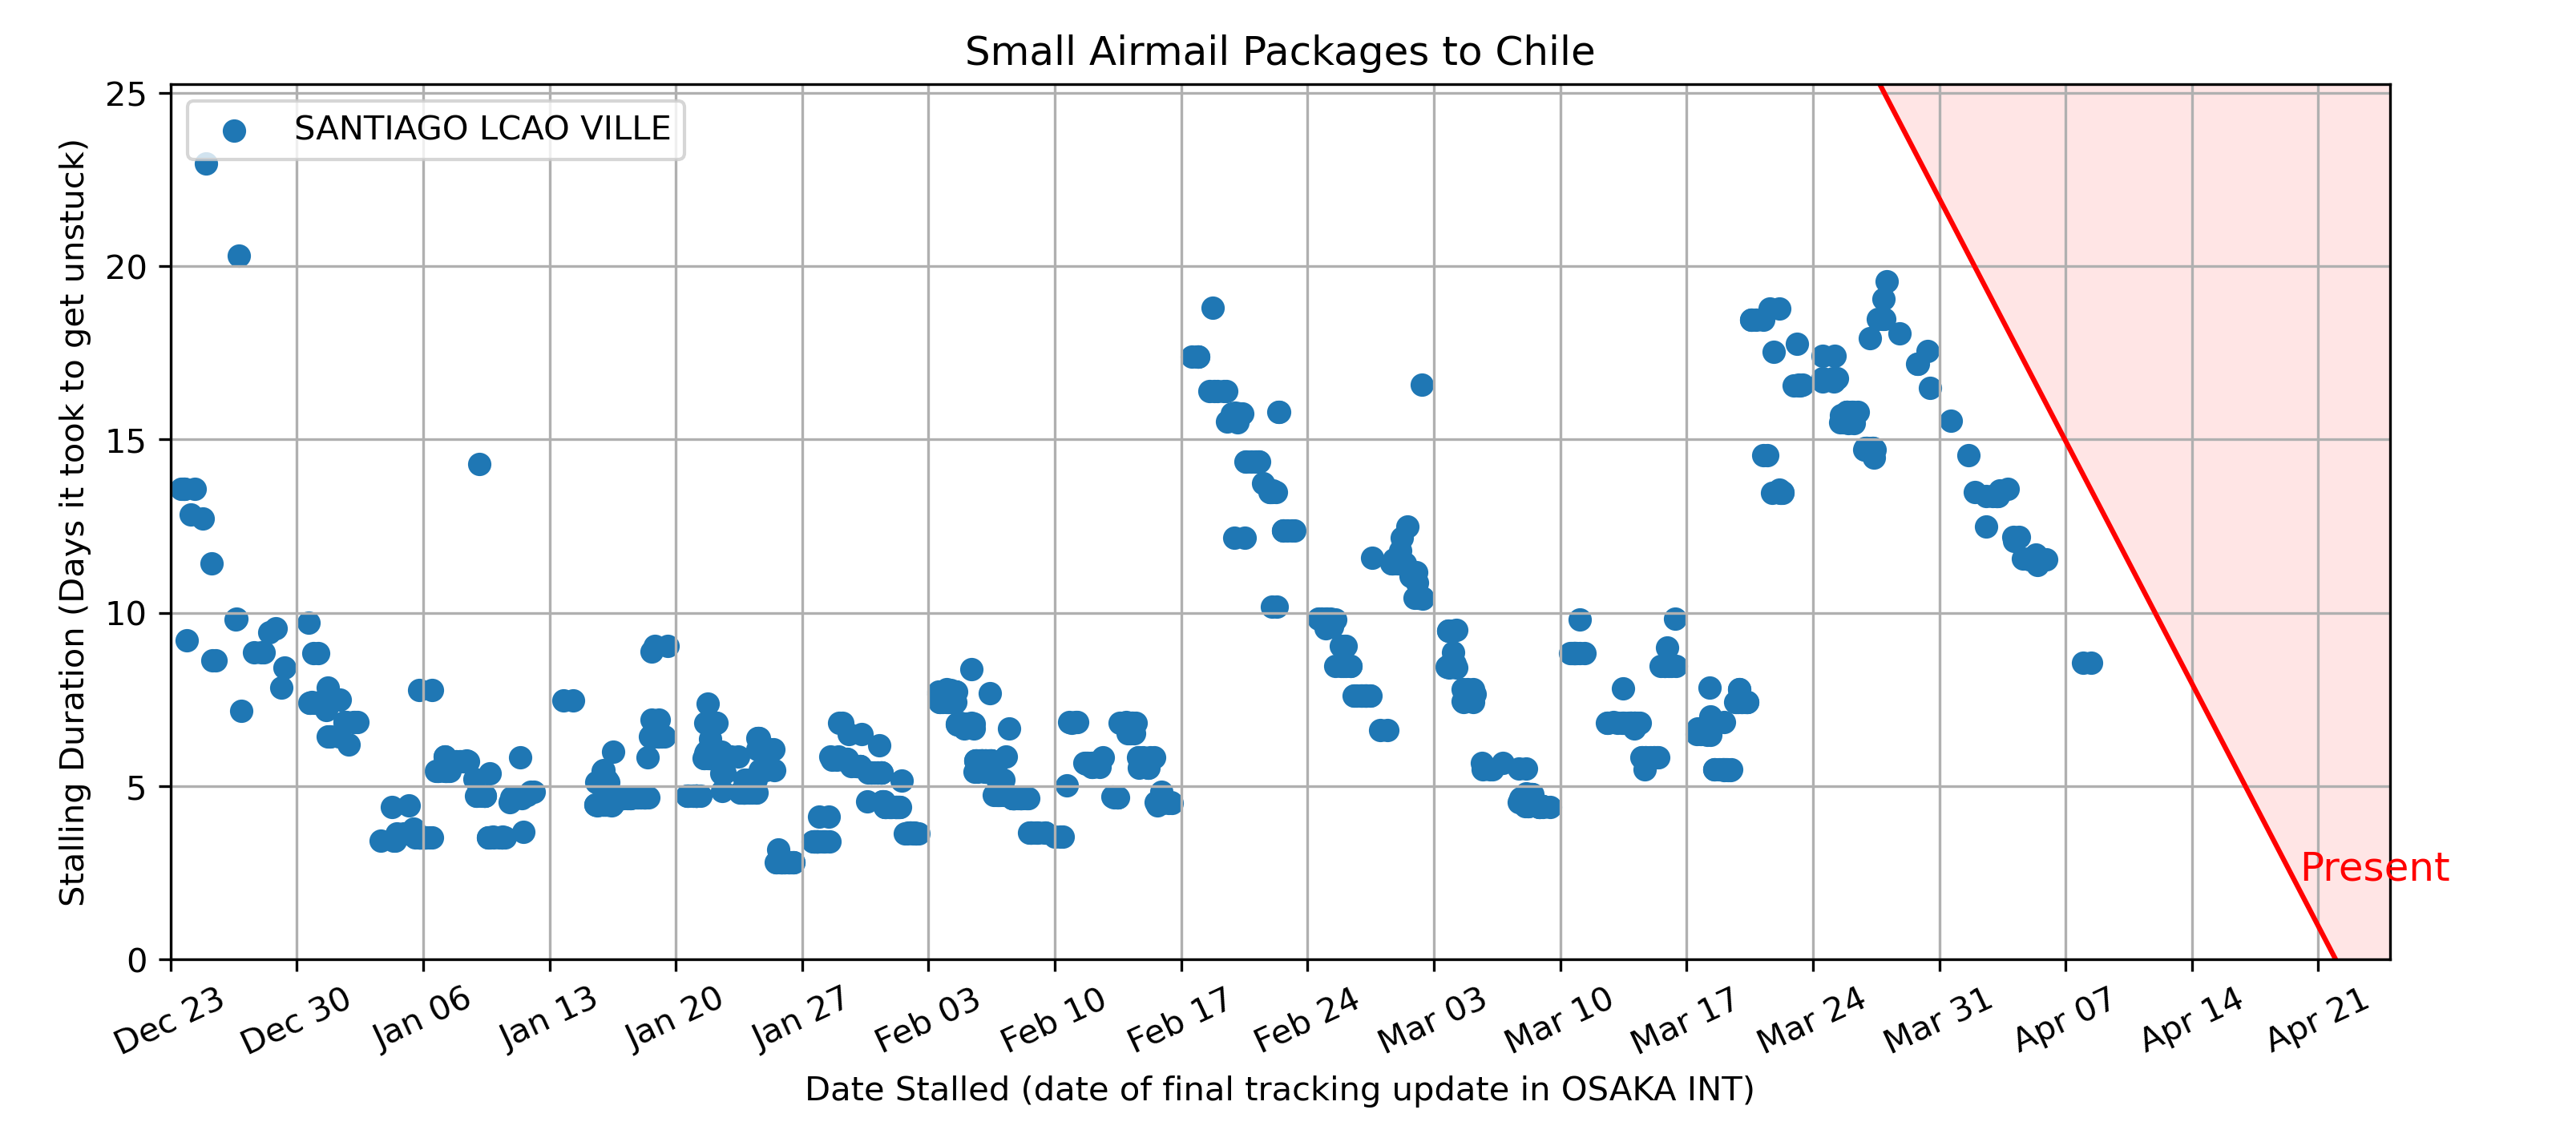 Small Airmail Packages to Chile
SANTIAGO LCAO VILLE
Stalling Duration (Days it took to get unstuck)
25
20
15
10
5
0
Present
Dec 23
Dec 30
Jan 06
Jan 13
Jan 20
Jan 27
Feb 03
Feb 10
Feb 17
Feb 24
Mar 03
Mar 10
Mar 17
Mar 24
Mar 31
Apr 07
Apr 14
Apr 21
Date Stalled (date of final tracking update in OSAKA INT)